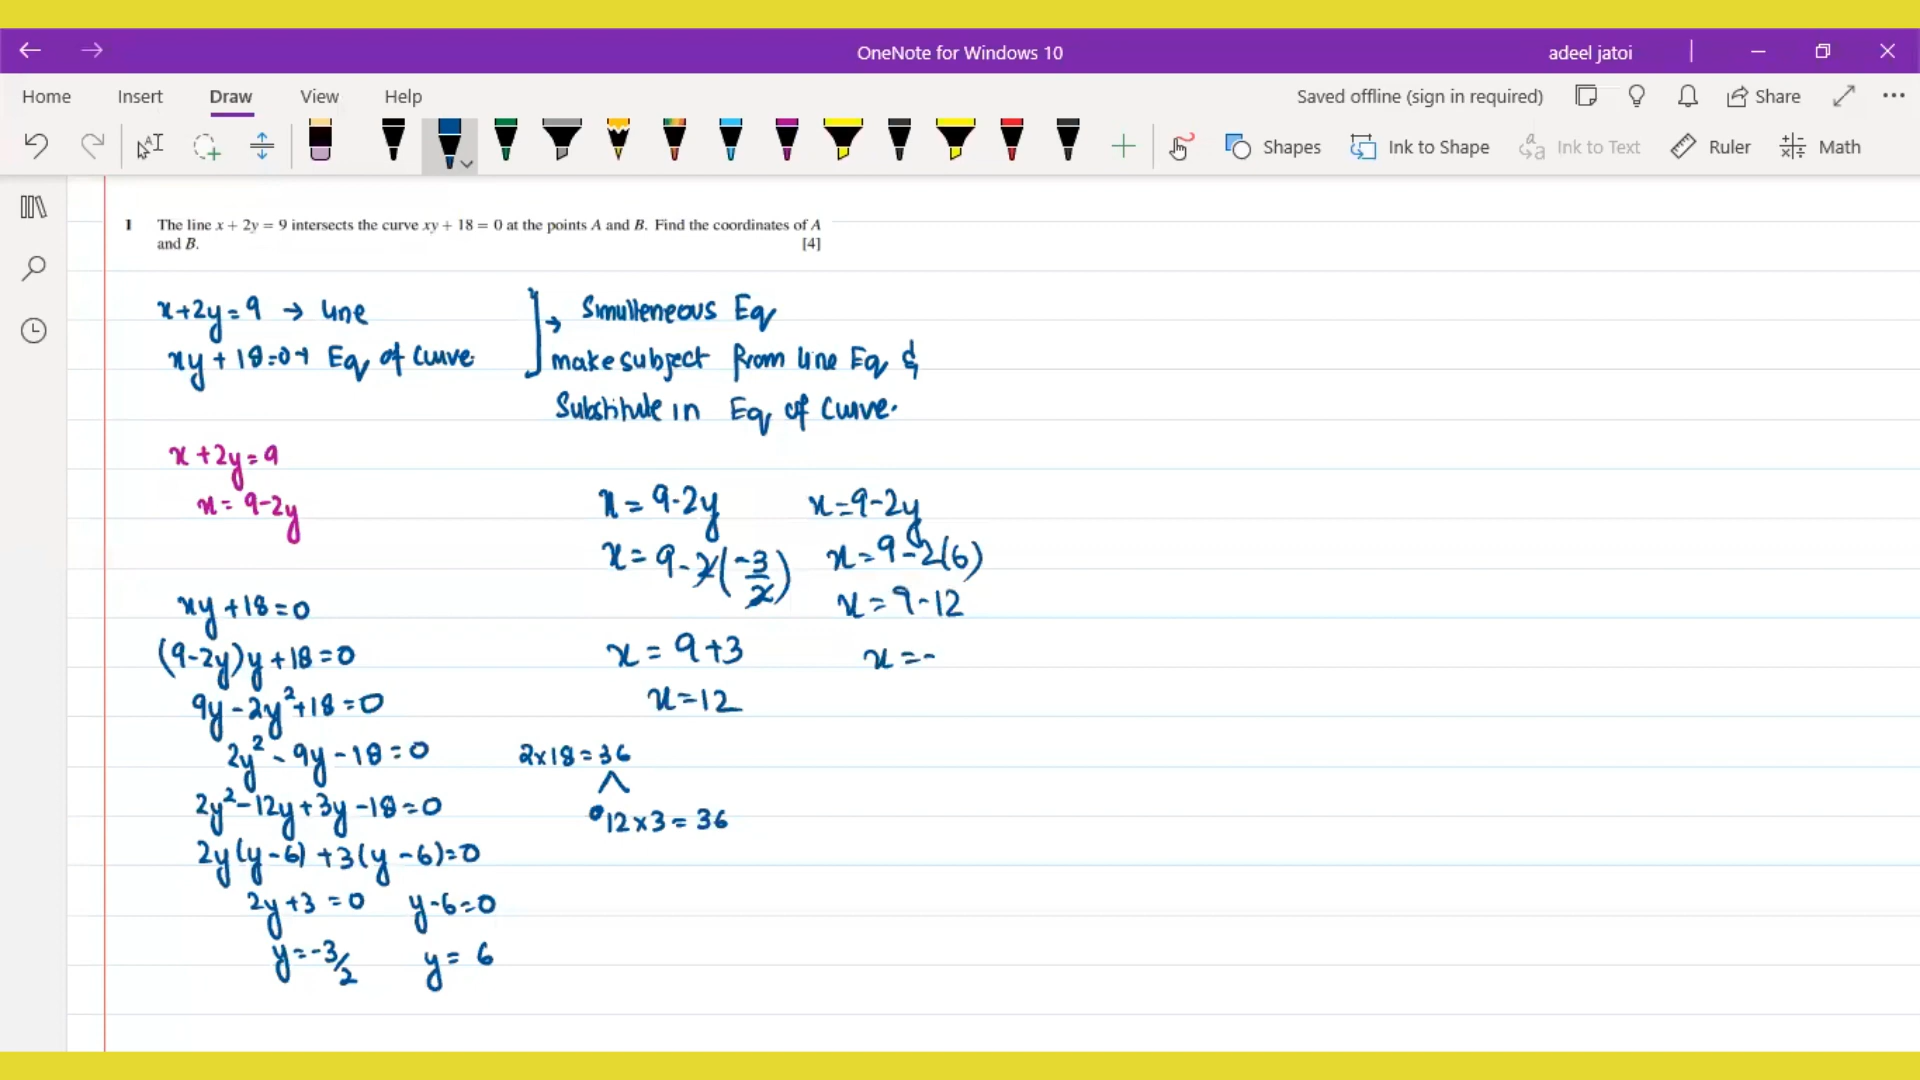 OneNote for Windows 10
adeel jatoi
Home Insert Draw View Help
Saved offline (sign in required) Share
Shapes Ink to Shape Ink to Text Ruler Math
1 The line x + 2y = 9 intersects the curve xy + 18 = 0 at the points A and B. Find the coordinates of A
and B. [4]
x+2y=9 → line
xy+18=0→ Eq of Curve.
→ Simulleneous Eq
make subject from line Eq &
Substitute in Eq of Curve.
x+2y=9
x=9-2y
xy+18=0
(9-2y)y+18=0
9y-2y²+18=0
2y²-9y-18=0
2y²-12y+3y-18=0
2y(y-6)+3(y-6)=0
2y+3=0 y-6=0
y=-3/2 y=6
x=9-2y
x=9-2(-3/2)
x=9+3
x=12
2x18=36
12x3=36
x=9-2y
x=9-2(6)
x=9-12
x=-